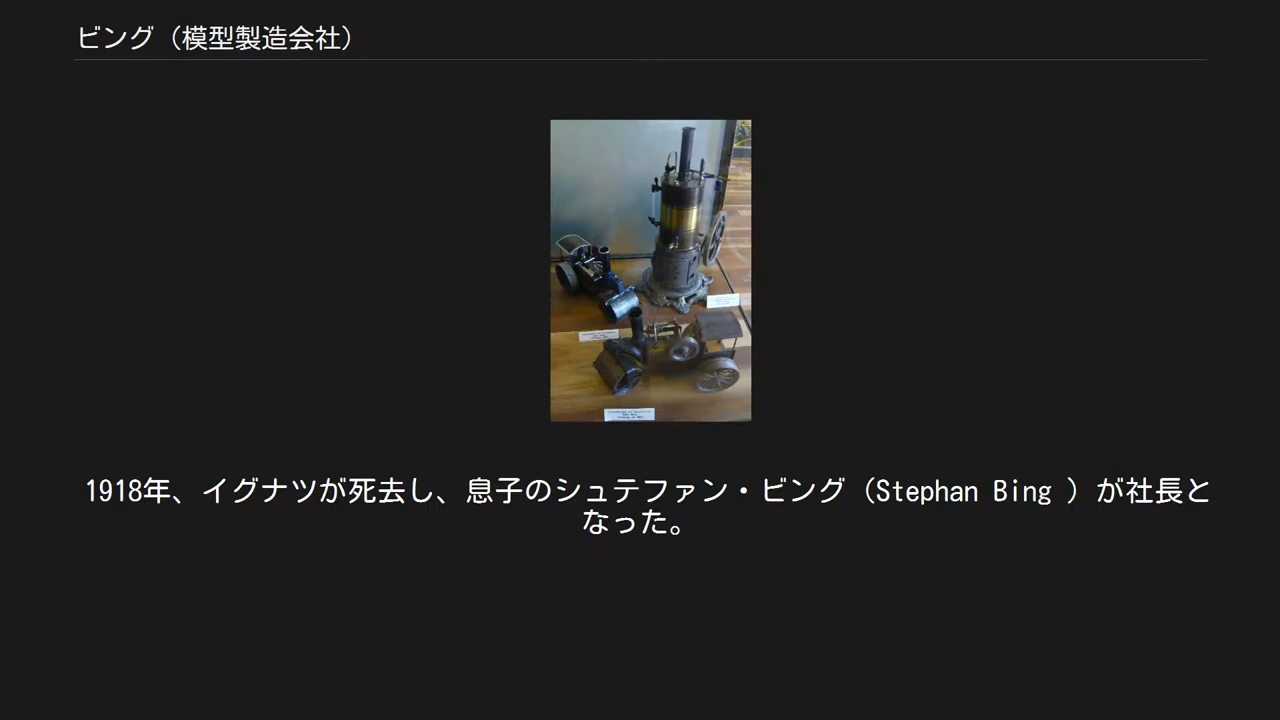 ビング（模型製造会社）
1918年、イグナツが死去し、息子のシュテファン・ビング（Stephan Bing ）が社長と
なった。